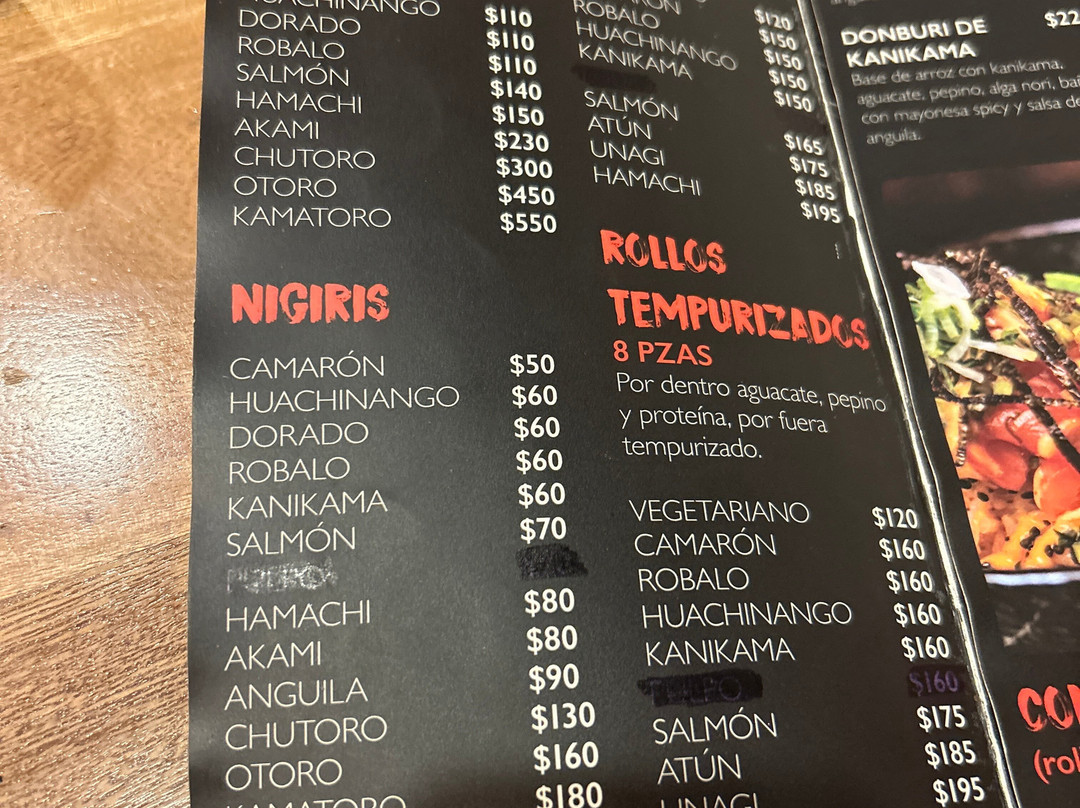 HUACHINANGO $110
DORADO $110
ROBALO $110
SALMÓN $140
HAMACHI $150
AKAMI $230
CHUTORO $300
OTORO $450
KAMATORO $550
NIGIRIS
CAMARÓN $50
HUACHINANGO $60
DORADO $60
ROBALO $60
KANIKAMA $60
SALMÓN $70
HAMACHI $80
AKAMI $80
ANGUILA $90
CHUTORO $130
OTORO $160
KAMATORO $180
$120
CAMARÓN $150
ROBALO $150
HUACHINANGO $150
KANIKAMA $150
SALMÓN $165
ATÚN $175
UNAGI $185
HAMACHI $195
ROLLOS
TEMPURIZADOS
8 PZAS
Por dentro aguacate, pepino
y proteína, por fuera
tempurizado.
VEGETARIANO $120
CAMARÓN $160
ROBALO $160
HUACHINANGO $160
KANIKAMA $160
$160
SALMÓN $175
ATÚN $185
UNAGI $195
DONBURI DE $22
KANIKAMA
Base de arroz con kanikama,
aguacate, pepino, alga nori,
con mayonesa spicy y salsa de
anguila.